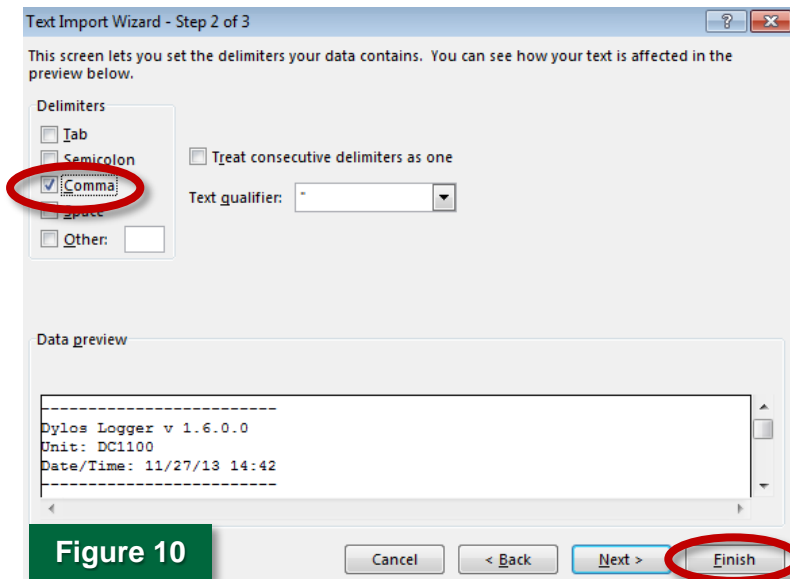 Text Import Wizard - Step 2 of 3
This screen lets you set the delimiters your data contains. You can see how your text is affected in the
preview below.
Delimiters
Tab
Semicolon
Comma
Space
Other:
Treat consecutive delimiters as one
Text qualifier: "
Data preview
-------------------------
Dylos Logger v 1.6.0.0
Unit: DC1100
Date/Time: 11/27/13 14:42
-------------------------
Figure 10
Cancel
< Back
Next >
Finish